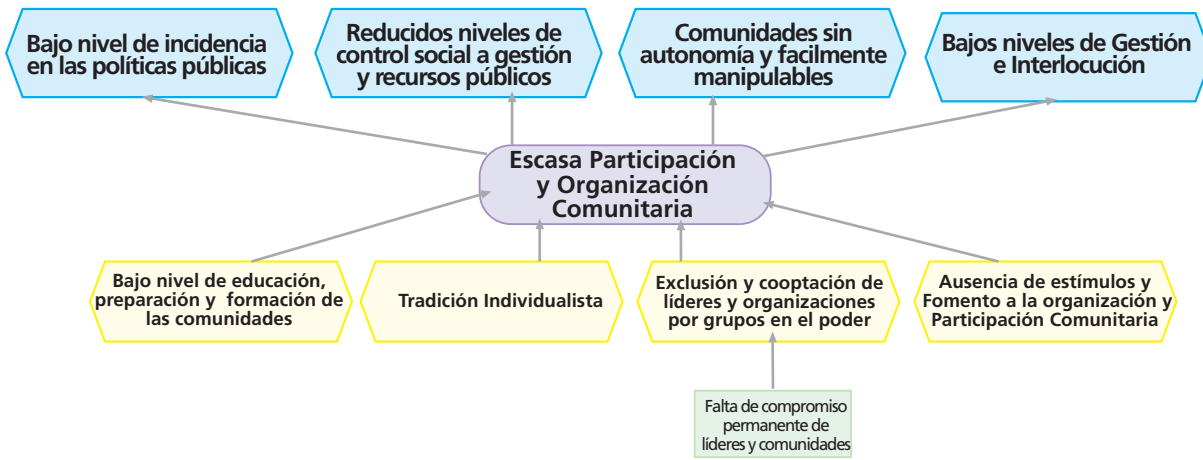 Bajo nivel de incidencia
en las políticas públicas
Reducidos niveles de
control social a gestión
y recursos públicos
Comunidades sin
autonomía y facilmente
manipulables
Bajos niveles de Gestión
e Interlocución
Escasa Participación
y Organización
Comunitaria
Bajo nivel de educación,
preparación y formación de
las comunidades
Tradición Individualista
Exclusión y cooptación de
líderes y organizaciones
por grupos en el poder
Ausencia de estímulos y
Fomento a la organización y
Participación Comunitaria
Falta de compromiso
permanente de
líderes y comunidades